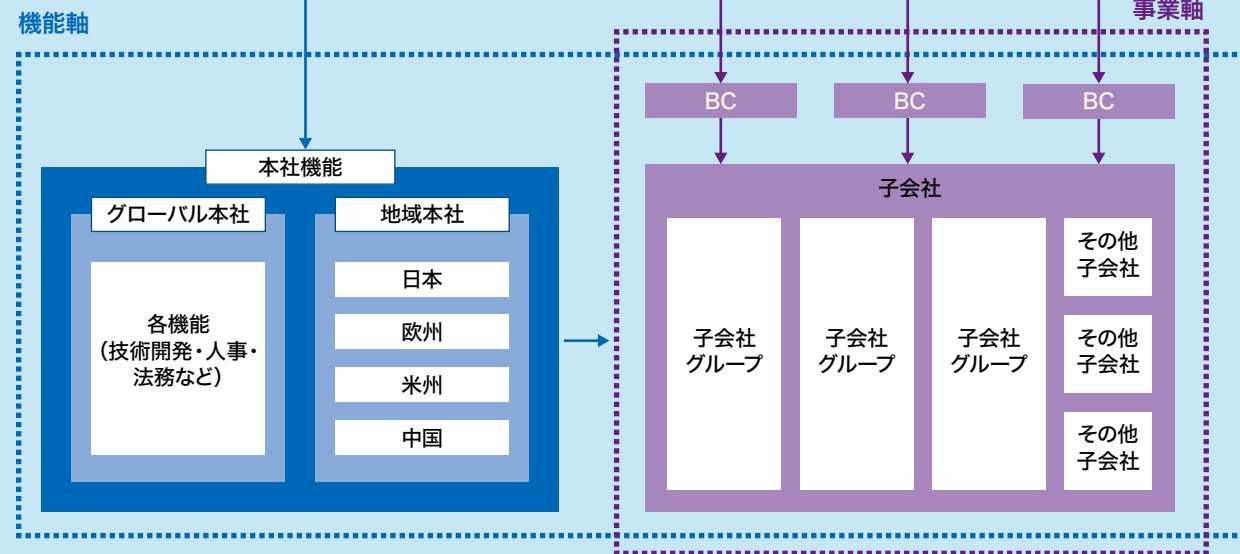 機能軸
事業軸
BC
BC
BC
本社機能
グローバル本社
各機能
（技術開発・人事・
法務など）
地域本社
日本
欧州
米州
中国
子会社
子会社
グループ
子会社
グループ
子会社
グループ
その他
子会社
その他
子会社
その他
子会社